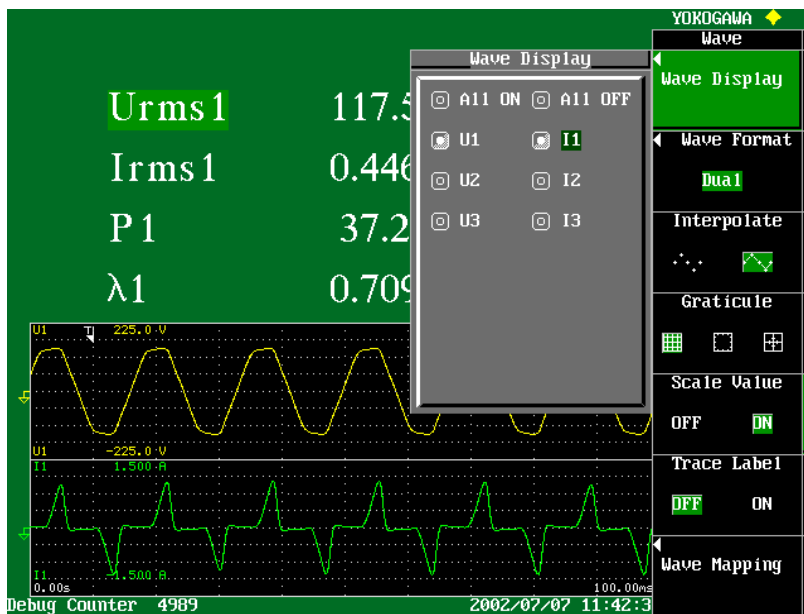 YOKOGAWA
Wave
Wave Display
Wave Display
All ON All OFF
U1 I1
U2 I2
U3 I3
Urms1 117.5
Irms1 0.446
P1 37.2
λ1 0.709
Wave Format
Dual
Interpolate
Graticule
Scale Value
OFF ON
Trace Label
OFF ON
Wave Mapping
U1 225.0 V
U1 -225.0 V
I1 1.500 A
I1 -1.500 A
0.00s 100.00ms
Debug Counter 4989 2002/07/07 11:42:3